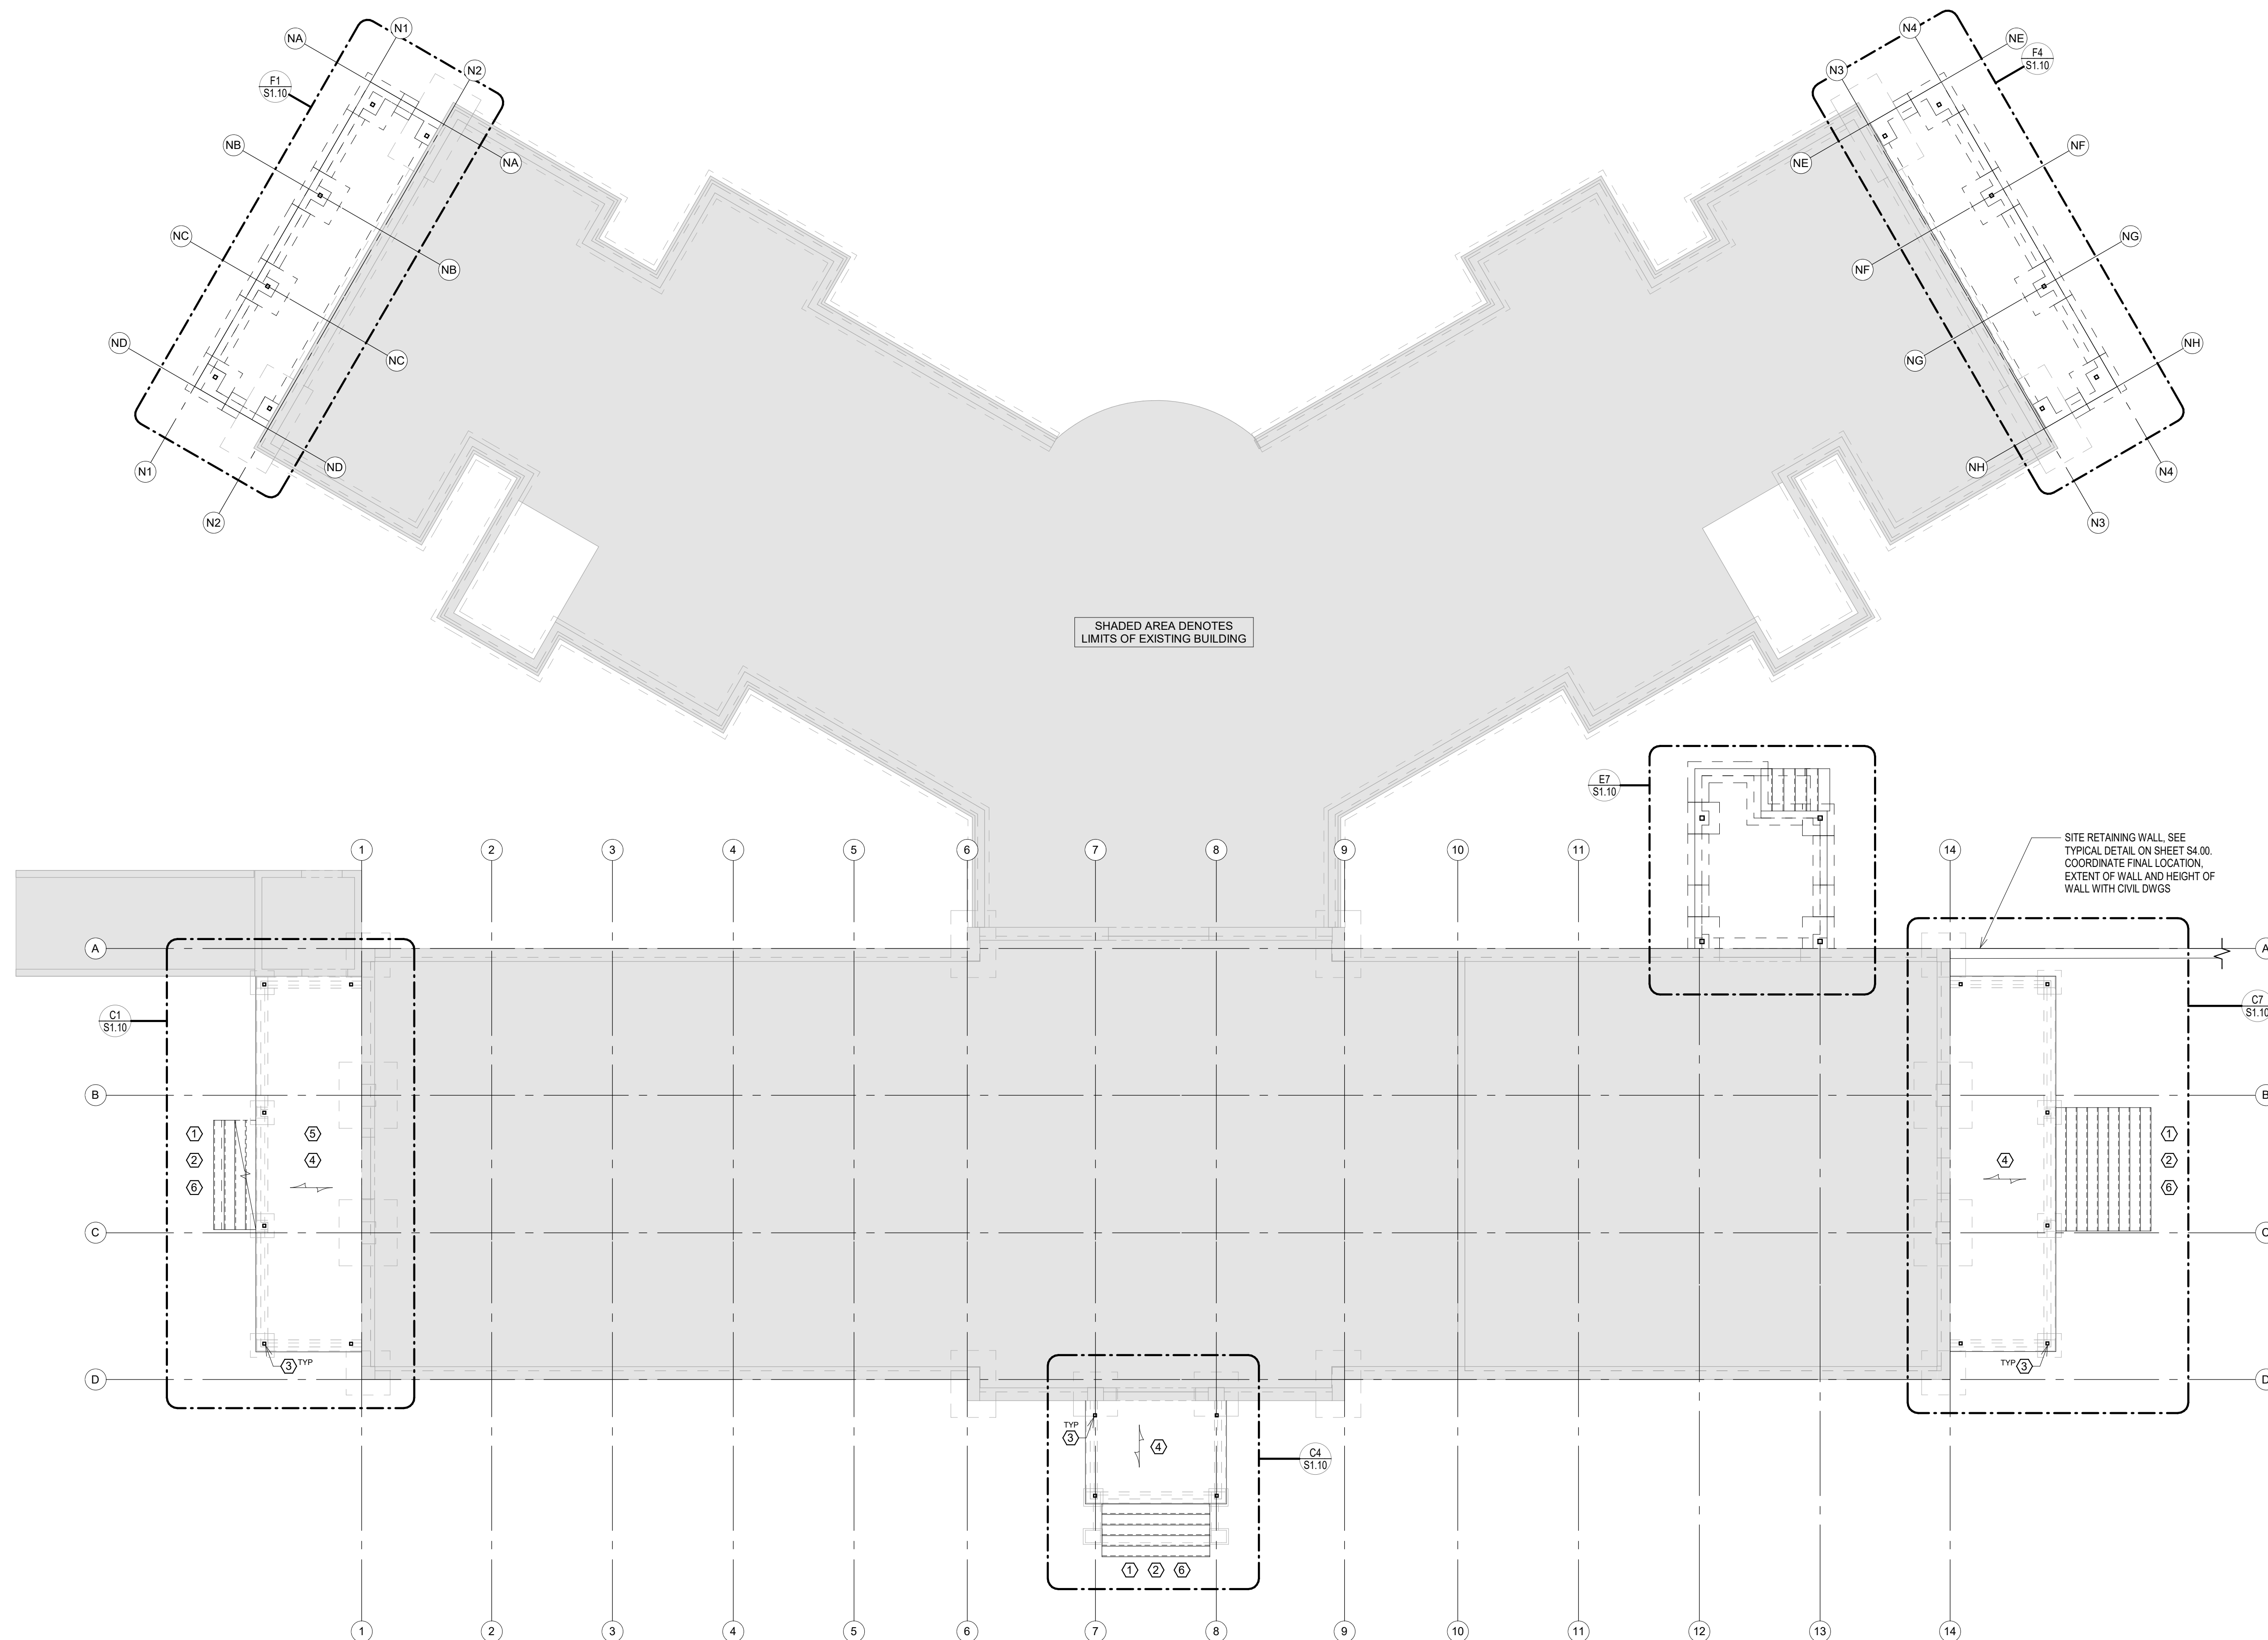 N1
N4
NA
NE
N2
N3
F1
S1.10
F4
S1.10
NB
NF
NA
NE
NC
NG
NB
NF
ND
NH
NC
NG
ND
NH
N1
N4
N2
N3
SHADED AREA DENOTES
LIMITS OF EXISTING BUILDING
E7
S1.10
SITE RETAINING WALL, SEE
TYPICAL DETAIL ON SHEET S4.00.
COORDINATE FINAL LOCATION,
EXTENT OF WALL AND HEIGHT OF
WALL WITH CIVIL DWGS
1 2 3 4 5 6 7 8 9 10 11 14
A A
C1
S1.10
C7
S1.10
B B
1 5 1
2 4 4 2
6 6
C C
3 TYP
TYP 3
D D
TYP
3
4
C4
S1.10
1 2 6
1 2 3 4 5 6 7 8 9 10 11 12 13 14